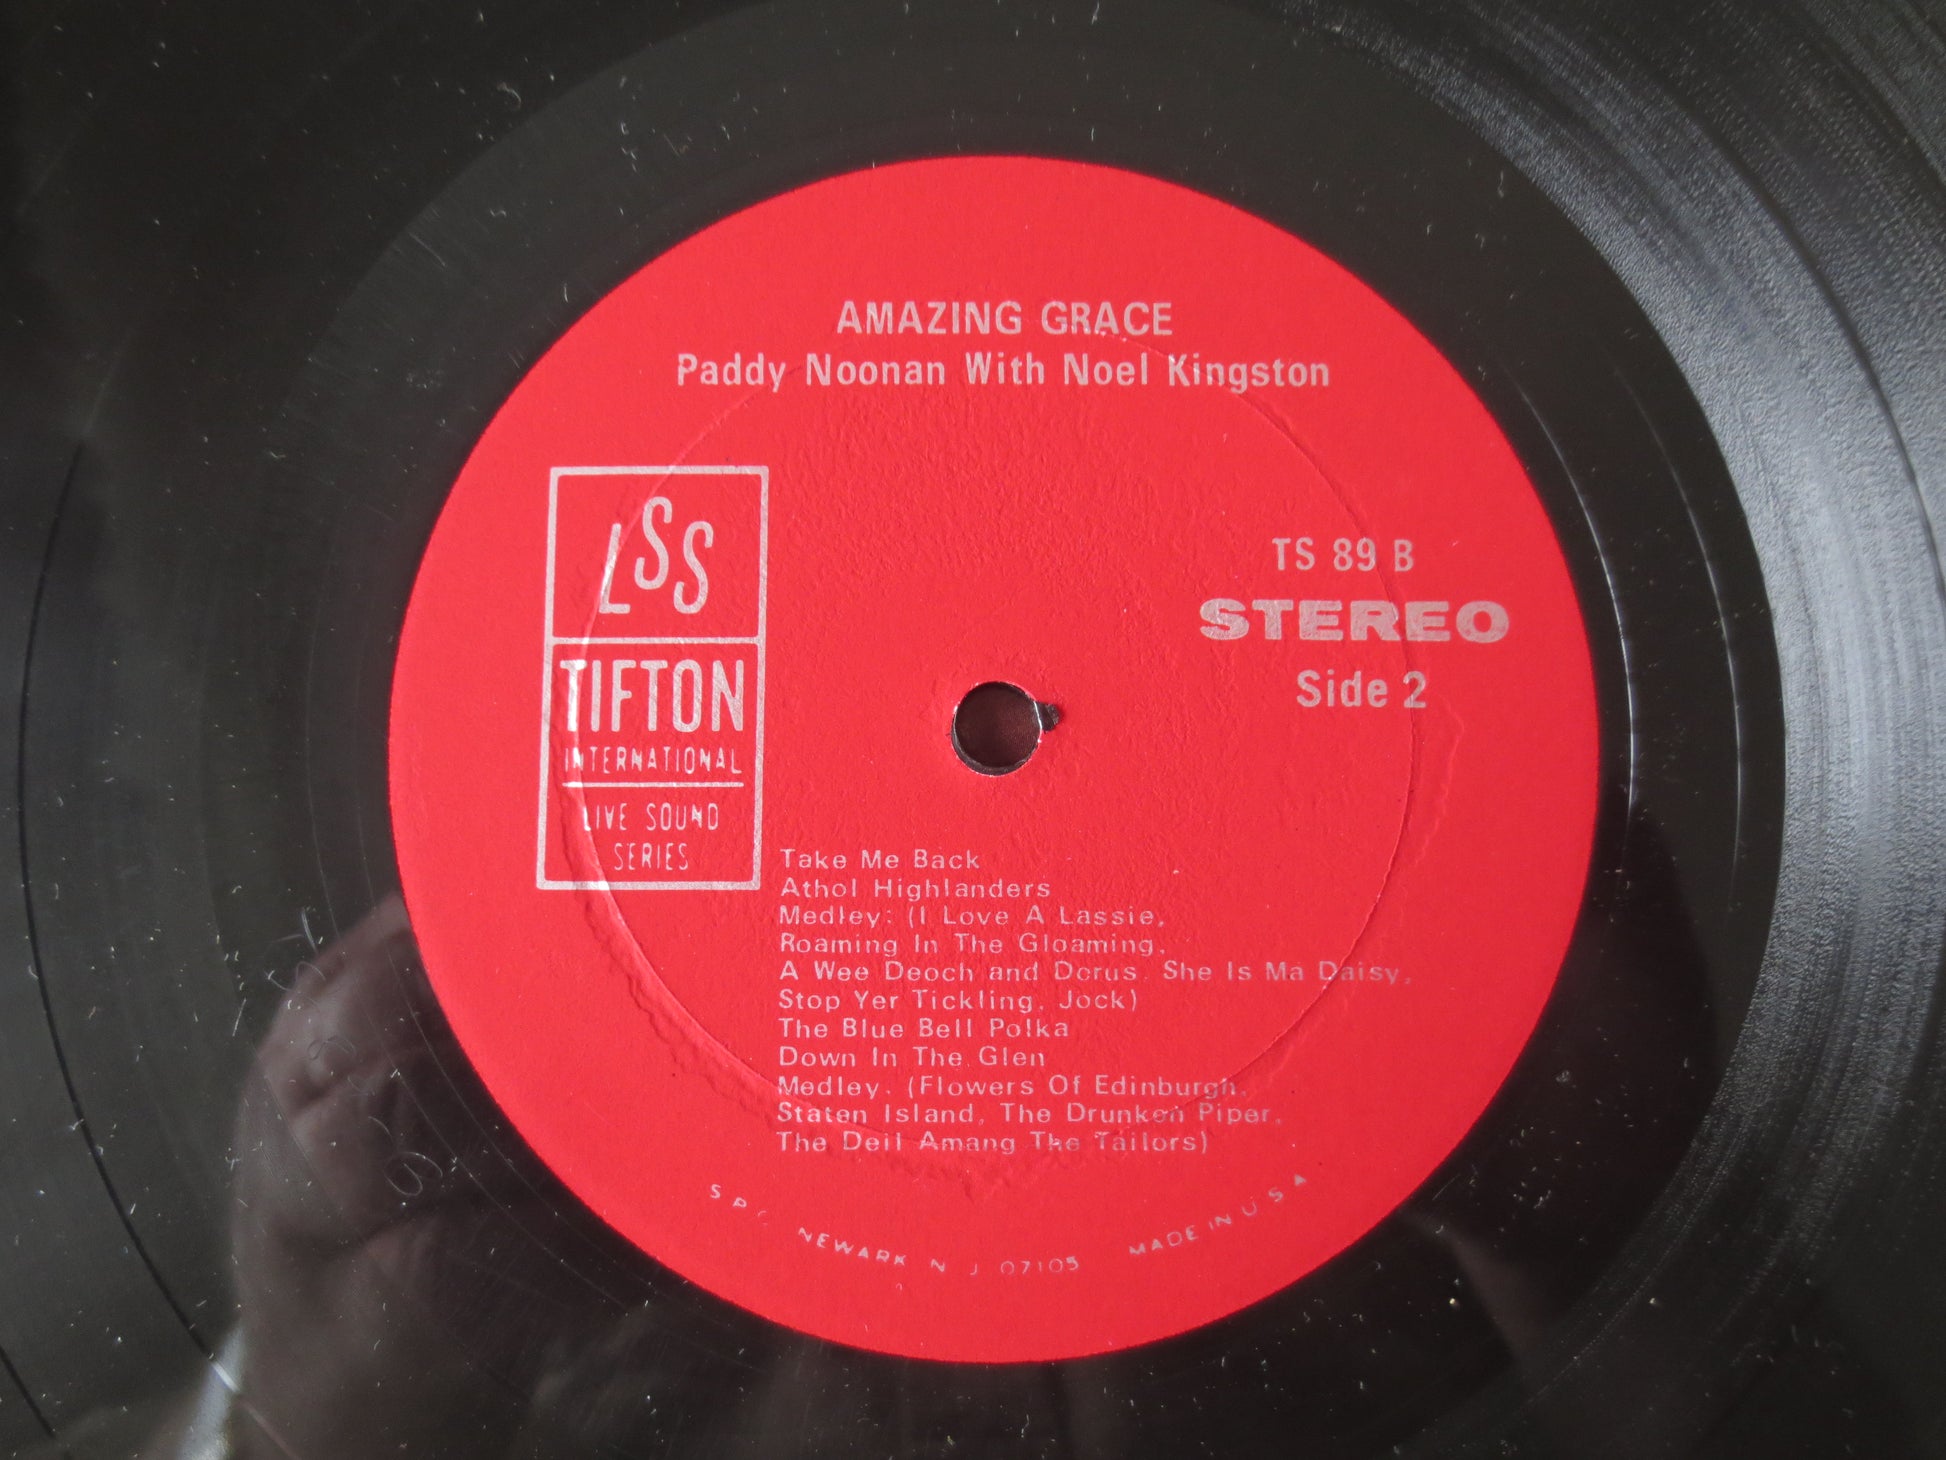 AMAZING GRACE
Paddy Noonan With Noel Kingston
LSS
TIFTON
INTERNATIONAL
LIVE SOUND
SERIES
TS 89 B
STEREO
Side 2
Take Me Back
Athol Highlanders
Medley: (I Love A Lassie,
Roaming In The Gloaming,
A Wee Deoch and Dorus, She Is Ma Daisy,
Stop Yer Tickling, Jock)
The Blue Bell Polka
Down In The Glen
Medley: (Flowers Of Edinburgh,
Staten Island, The Drunken Piper,
The Deil Amang The Tailors)
NEWARK N J 07105 MADE IN U S A